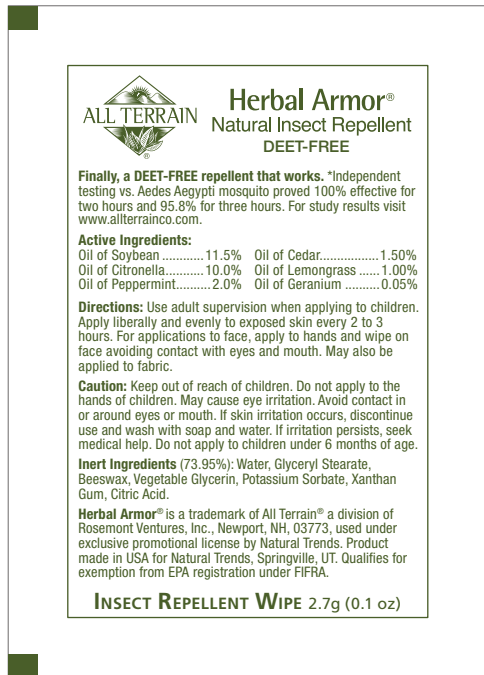 ALL TERRAIN®
Herbal Armor®
Natural Insect Repellent
DEET-FREE
Finally, a DEET-FREE repellent that works. *Independent
testing vs. Aedes Aegypti mosquito proved 100% effective for
two hours and 95.8% for three hours. For study results visit
www.allterrainco.com.
Active Ingredients:
Oil of Soybean ............11.5% Oil of Cedar.................1.50%
Oil of Citronella...........10.0% Oil of Lemongrass ......1.00%
Oil of Peppermint..........2.0% Oil of Geranium ..........0.05%
Directions: Use adult supervision when applying to children.
Apply liberally and evenly to exposed skin every 2 to 3
hours. For applications to face, apply to hands and wipe on
face avoiding contact with eyes and mouth. May also be
applied to fabric.
Caution: Keep out of reach of children. Do not apply to the
hands of children. May cause eye irritation. Avoid contact in
or around eyes or mouth. If skin irritation occurs, discontinue
use and wash with soap and water. If irritation persists, seek
medical help. Do not apply to children under 6 months of age.
Inert Ingredients (73.95%): Water, Glyceryl Stearate,
Beeswax, Vegetable Glycerin, Potassium Sorbate, Xanthan
Gum, Citric Acid.
Herbal Armor® is a trademark of All Terrain® a division of
Rosemont Ventures, Inc., Newport, NH, 03773, used under
exclusive promotional license by Natural Trends. Product
made in USA for Natural Trends, Springville, UT. Qualifies for
exemption from EPA registration under FIFRA.
INSECT REPELLENT WIPE 2.7g (0.1 oz)